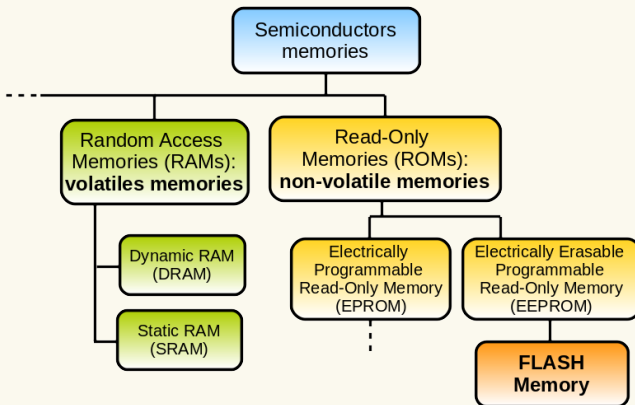 Semiconductors
memories
Random Access
Memories (RAMs):
volatiles memories
Read-Only
Memories (ROMs):
non-volatile memories
Dynamic RAM
(DRAM)
Static RAM
(SRAM)
Electrically
Programmable
Read-Only Memory
(EPROM)
Electrically Erasable
Programmable
Read-Only Memory
(EEPROM)
FLASH
Memory